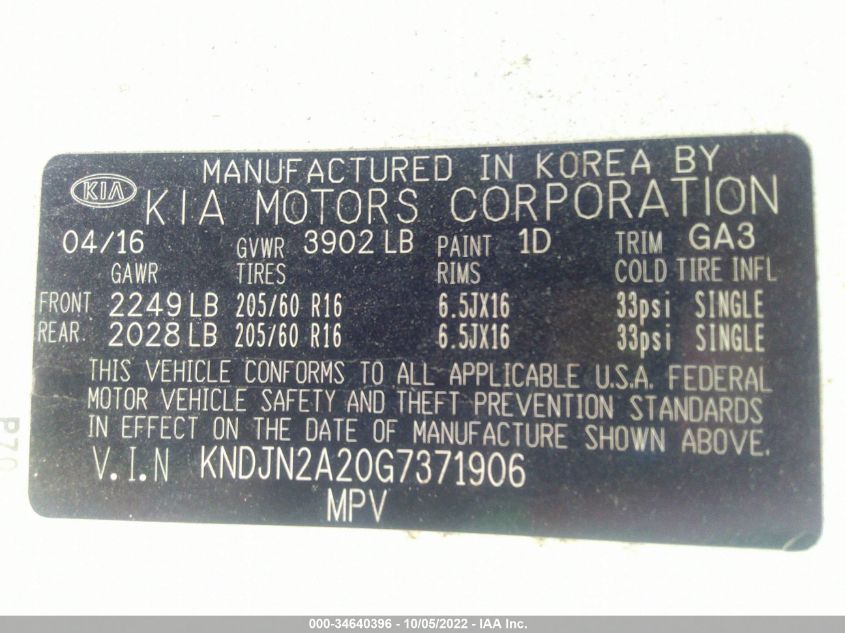 MANUFACTURED IN KOREA BY
KIA KIA MOTORS CORPORATION
04/16 GVWR 3902 LB PAINT 1D TRIM GA3
GAWR TIRES RIMS COLD TIRE INFL
FRONT 2249 LB 205/60 R16 6.5JX16 33psi SINGLE
REAR. 2028 LB 205/60 R16 6.5JX16 33psi SINGLE
THIS VEHICLE CONFORMS TO ALL APPLICABLE U.S.A. FEDERAL
MOTOR VEHICLE SAFETY AND THEFT PREVENTION STANDARDS
IN EFFECT ON THE DATE OF MANUFACTURE SHOWN ABOVE.
V.I.N KNDJN2A20G7371906
MPV
000-34640396 - 10/05/2022 - IAA Inc.